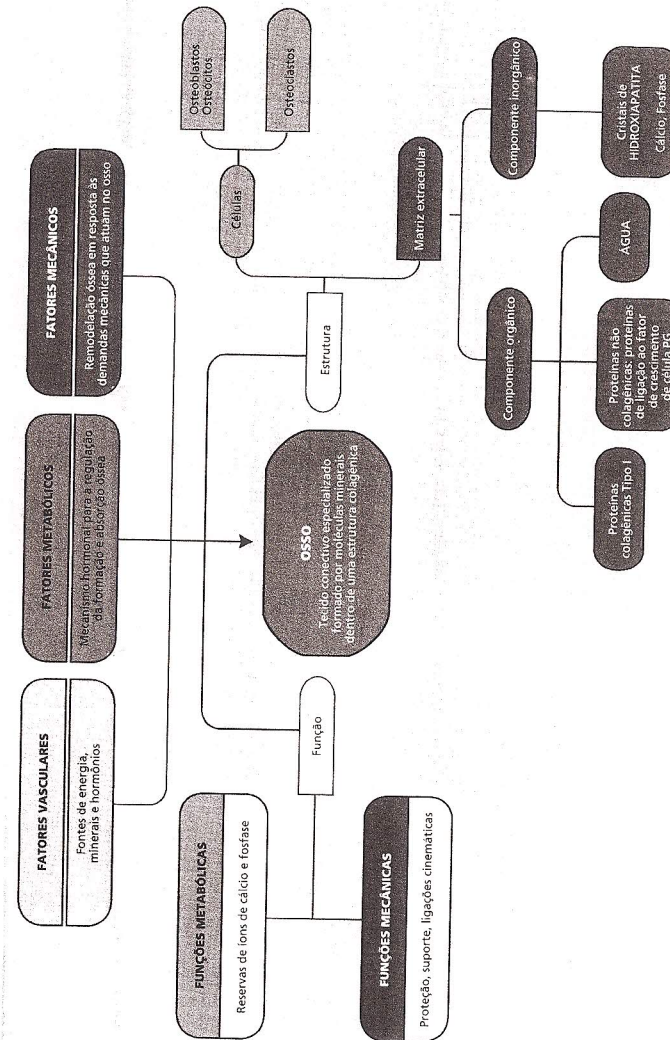 FATORES VASCULARES
Fontes de energia,
minerais e hormônios
FATORES METABÓLICOS
Mecanismo hormonal para a regulação
da formação e absorção óssea
FATORES MECÂNICOS
Remodelação óssea em resposta às
demandas mecânicas que atuam no osso
FUNÇÕES METABÓLICAS
Reservas de íons de cálcio e fosfase
FUNÇÕES MECÂNICAS
Proteção, suporte, ligações cinemáticas
Função
OSSO
Tecido conectivo especializado
formado por moléculas minerais
dentro de uma estrutura colagênica
Estrutura
Células
Osteoblastos
Osteócitos
Osteoclastos
Matriz extracelular
Componente orgânico
Componente inorgânico
Proteínas
colagênicas Tipo I
Proteínas não
colagênicas: proteínas
de ligação ao fator
de crescimento
de célula PG
ÁGUA
Cristais de
HIDROXIAPATITA
Cálcio, Fosfase